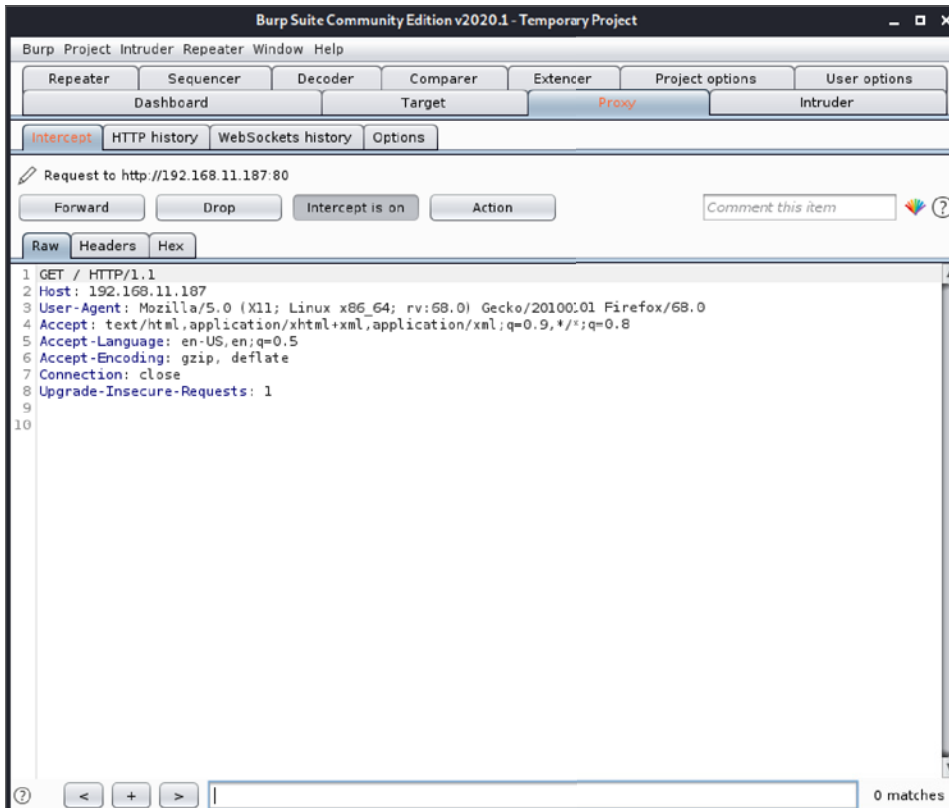 Burp Suite Community Edition v2020.1 - Temporary Project
Burp Project Intruder Repeater Window Help
Repeater Sequencer Decoder Comparer Extencer Project options User options
Dashboard Target Proxy Intruder
Intercept HTTP history WebSockets history Options
Request to http://192.168.11.187:80
Forward Drop Intercept is on Action Comment this item ?
Raw Headers Hex
1 GET / HTTP/1.1
2 Host: 192.168.11.187
3 User-Agent: Mozilla/5.0 (X11; Linux x86_64; rv:68.0) Gecko/20100101 Firefox/68.0
4 Accept: text/html,application/xhtml+xml,application/xml;q=0.9,*/*;q=0.8
5 Accept-Language: en-US,en;q=0.5
6 Accept-Encoding: gzip, deflate
7 Connection: close
8 Upgrade-Insecure-Requests: 1
9
10
? < + > 0 matches